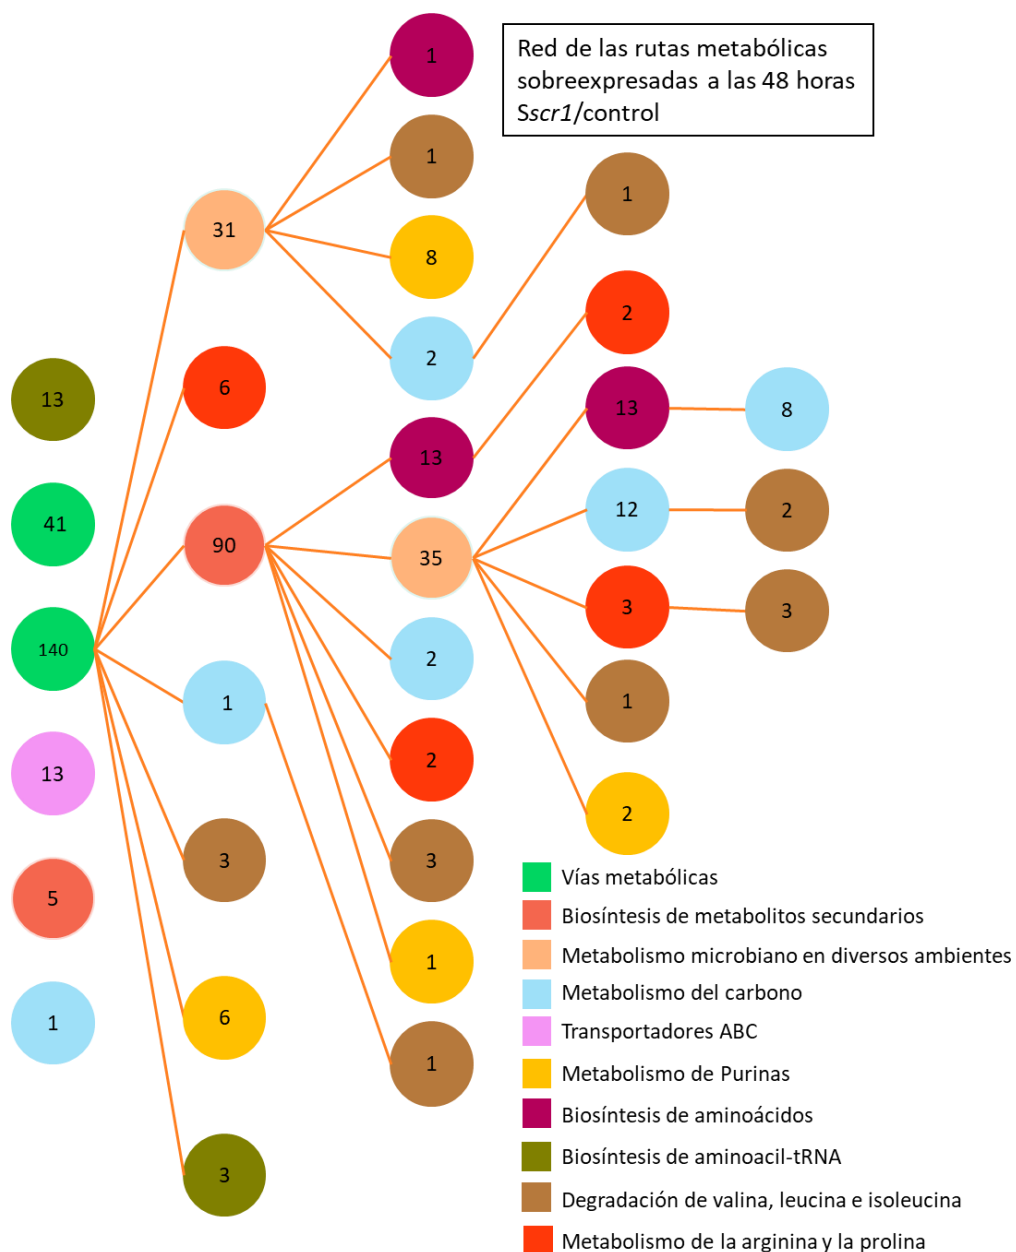 Red de las rutas metabólicas
sobreexpresadas a las 48 horas
Sscr1/control
13
41
140
13
5
1
31
6
90
1
3
6
3
1
1
8
2
13
35
2
2
3
1
1
1
2
13
12
3
1
2
8
2
3
Vías metabólicas
Biosíntesis de metabolitos secundarios
Metabolismo microbiano en diversos ambientes
Metabolismo del carbono
Transportadores ABC
Metabolismo de Purinas
Biosíntesis de aminoácidos
Biosíntesis de aminoacil-tRNA
Degradación de valina, leucina e isoleucina
Metabolismo de la arginina y la prolina